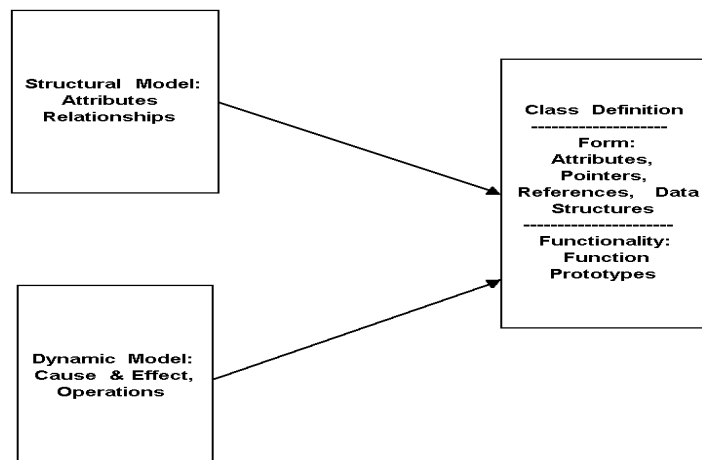 Structural Model:
Attributes
Relationships
Class Definition
--------------------
Form:
Attributes,
Pointers,
References, Data
Structures
----------------------
Functionality:
Function
Prototypes
Dynamic Model:
Cause & Effect,
Operations